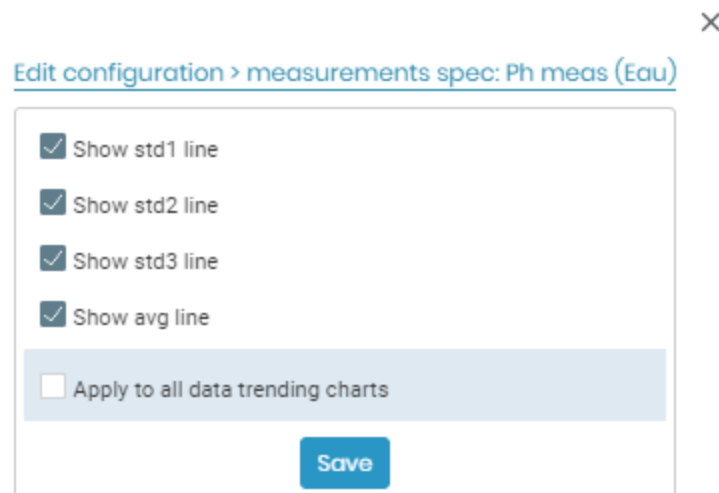 Edit configuration > measurements spec: Ph meas (Eau)
Show std1 line
Show std2 line
Show std3 line
Show avg line
Apply to all data trending charts
Save